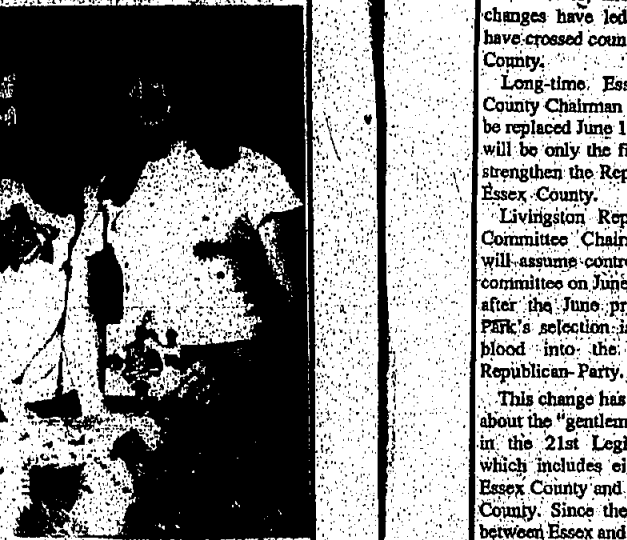 changes have led
have crossed coun
County.
Long-time Ess
County Chairman
be replaced June 1
will be only the fi
strengthen the Rep
Essex County.
Livingston Rep
Committee Chair
will assume contr
committee on June
after the June pr
Park's selection i
blood into the
Republican Party.
This change has
about the "gentlem
in the 21st Legi
which includes ei
Essex County and
County. Since the
between Essex and